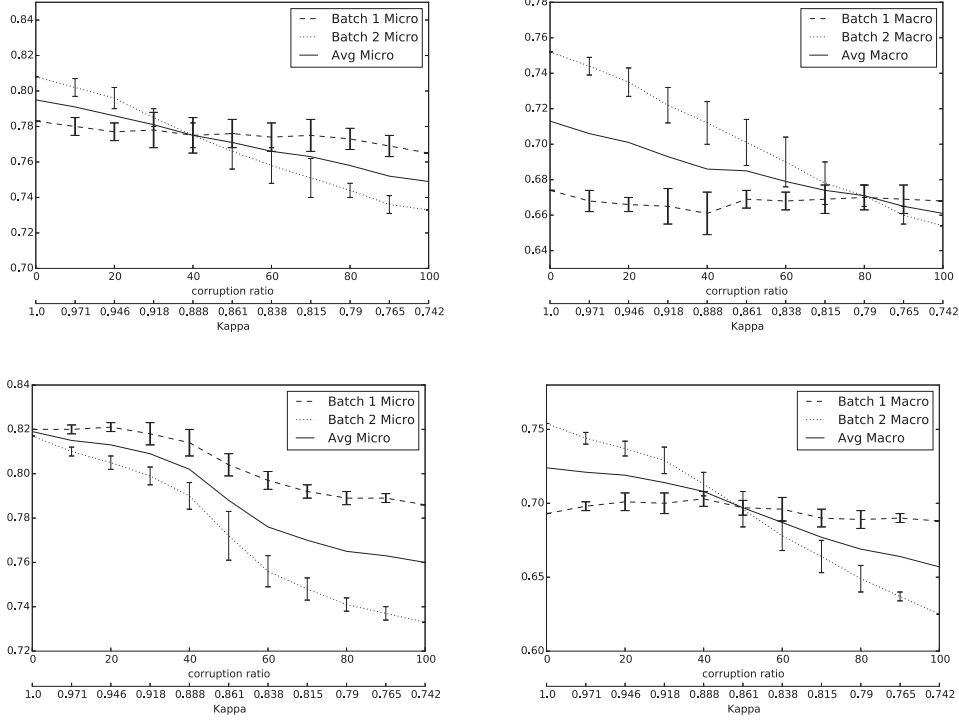 0.84
0.82
0.80
0.78
0.76
0.74
0.72
0.70
Batch 1 Micro
Batch 2 Micro
Avg Micro
0 20 40 60 80 100
corruption ratio
1.0 0.971 0.946 0.918 0.888 0.861 0.838 0.815 0.79 0.765 0.742
Kappa
0.78
0.76
0.74
0.72
0.70
0.68
0.66
0.64
Batch 1 Macro
Batch 2 Macro
Avg Macro
0 20 40 60 80 100
corruption ratio
1.0 0.971 0.946 0.918 0.888 0.861 0.838 0.815 0.79 0.765 0.742
Kappa
0.84
0.82
0.80
0.78
0.76
0.74
0.72
Batch 1 Micro
Batch 2 Micro
Avg Micro
0 20 40 60 80 100
corruption ratio
1.0 0.971 0.946 0.918 0.888 0.861 0.838 0.815 0.79 0.765 0.742
Kappa
0.75
0.70
0.65
0.60
Batch 1 Macro
Batch 2 Macro
Avg Macro
0 20 40 60 80 100
corruption ratio
1.0 0.971 0.946 0.918 0.888 0.861 0.838 0.815 0.79 0.765 0.742
Kappa